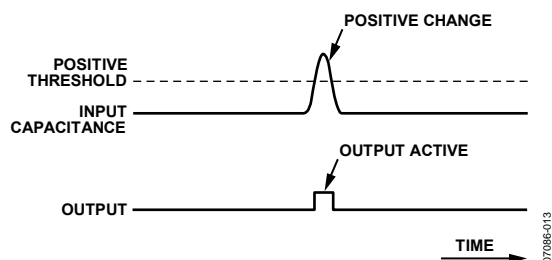 POSITIVE CHANGE
POSITIVE
THRESHOLD
INPUT
CAPACITANCE
OUTPUT ACTIVE
OUTPUT
TIME
07086-013